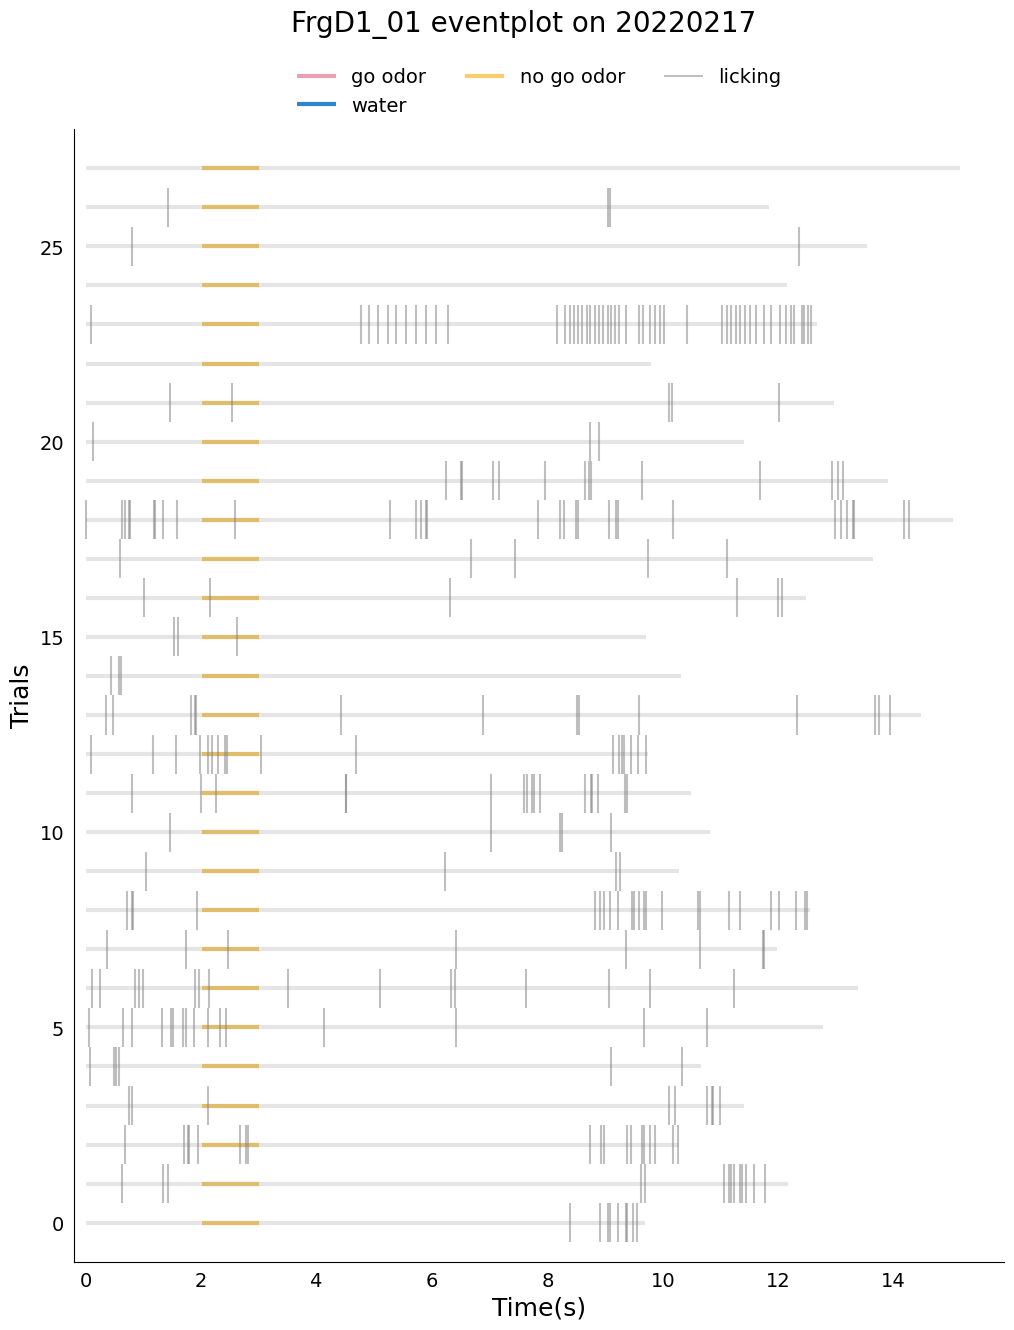 FrgD1_01 eventplot on 20220217
go odor
no go odor
licking
water
25
20
15
10
5
0
Trials
0 2 4 6 8 10 12 14
Time(s)